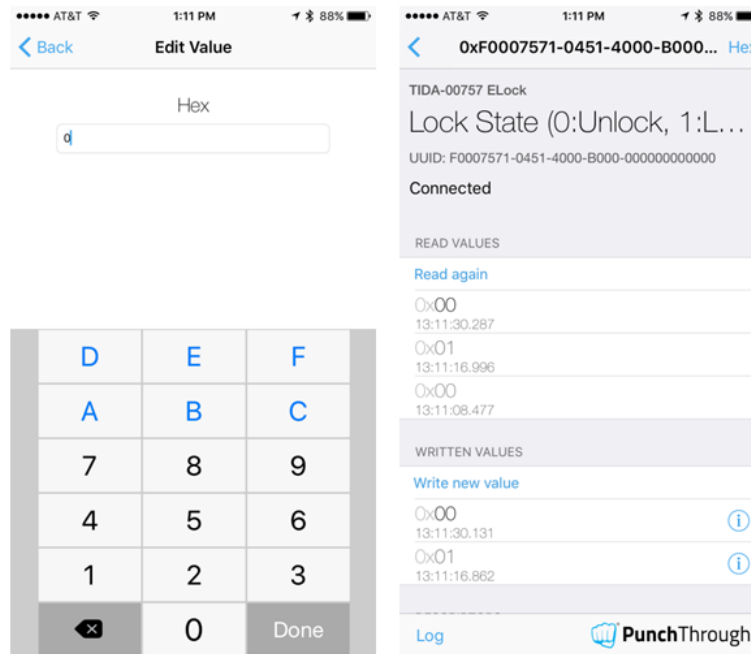 AT&T 1:11 PM 88%
Back Edit Value
Hex
0
D E F
A B C
7 8 9
4 5 6
1 2 3
0 Done
AT&T 1:11 PM 88%
0xF0007571-0451-4000-B000... Hex
TIDA-00757 ELock
Lock State (0:Unlock, 1:L...
UUID: F0007571-0451-4000-B000-000000000000
Connected
READ VALUES
Read again
0x00
13:11:30.287
0x01
13:11:16.996
0x00
13:11:08.477
WRITTEN VALUES
Write new value
0x00
13:11:30.131
0x01
13:11:16.862
Log PunchThrough